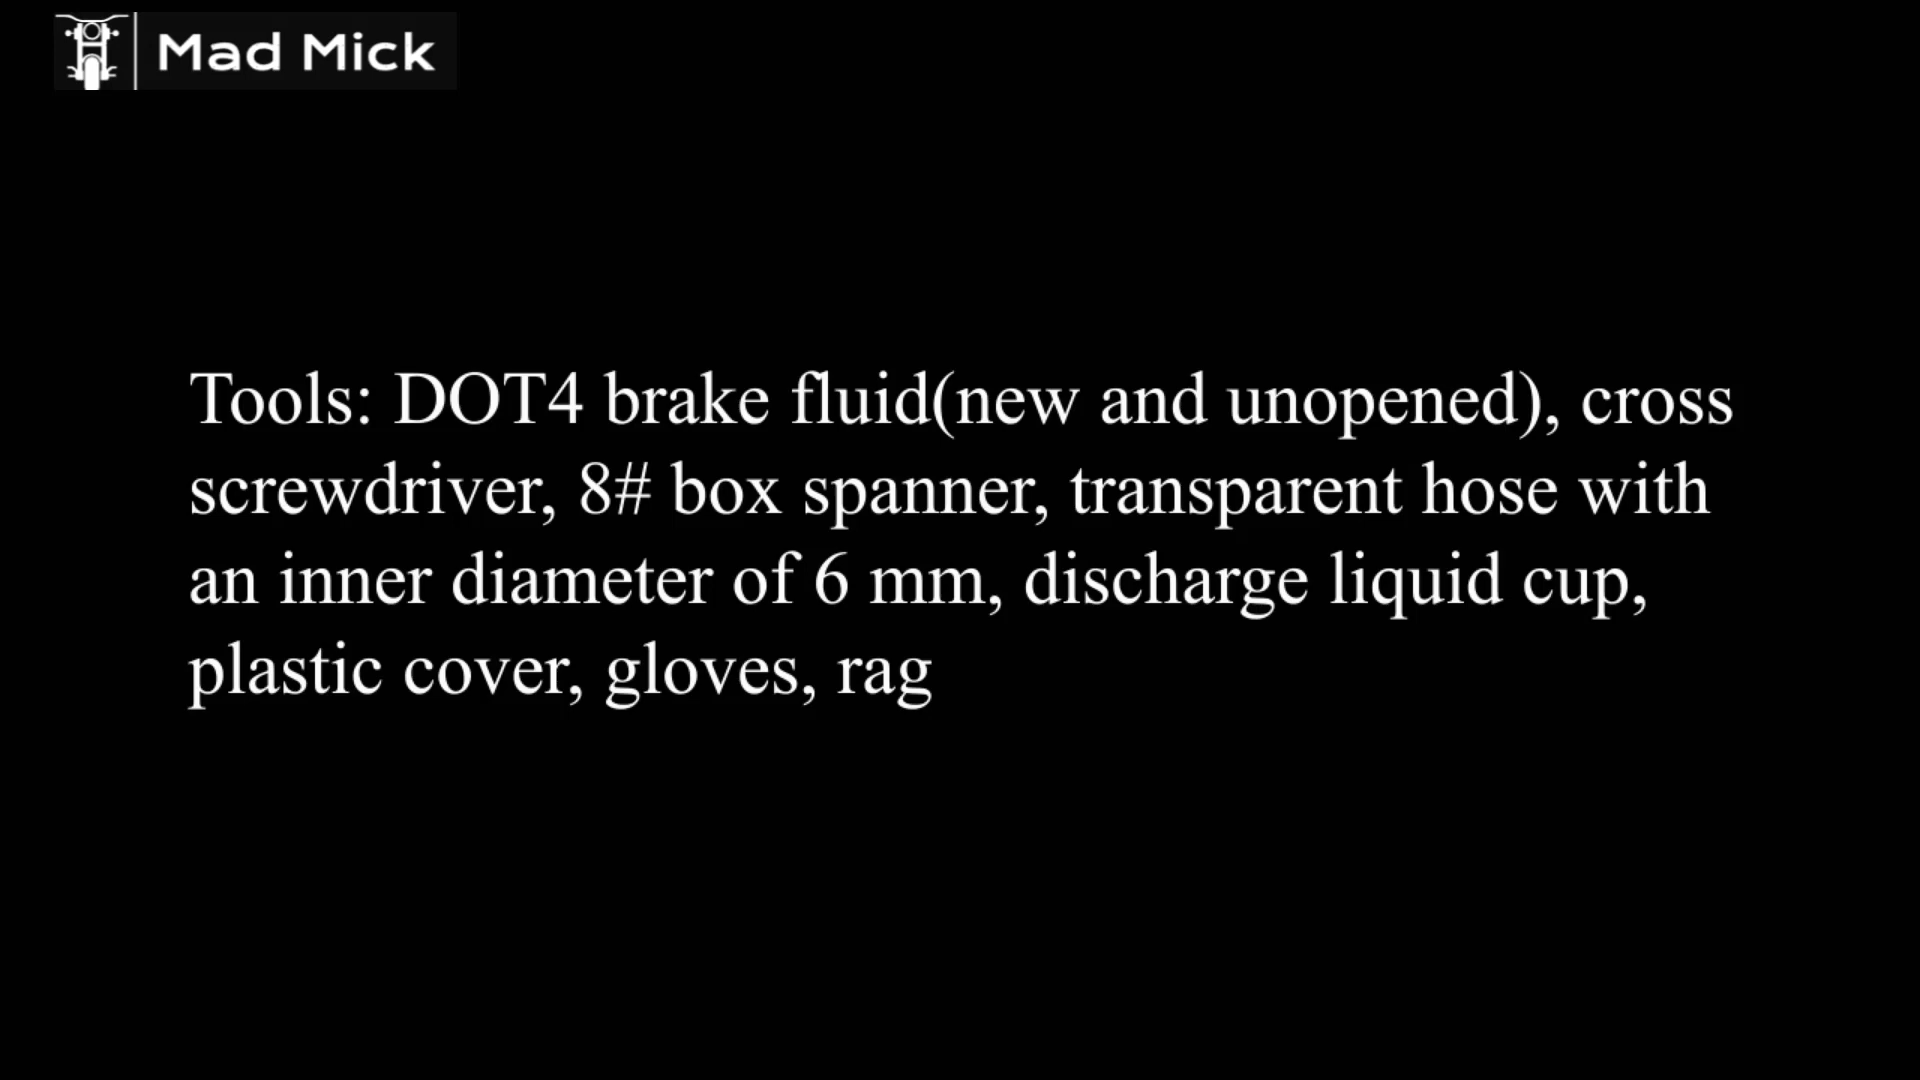 Mad Mick
Tools: DOT4 brake fluid(new and unopened), cross
screwdriver, 8# box spanner, transparent hose with
an inner diameter of 6 mm, discharge liquid cup,
plastic cover, gloves, rag